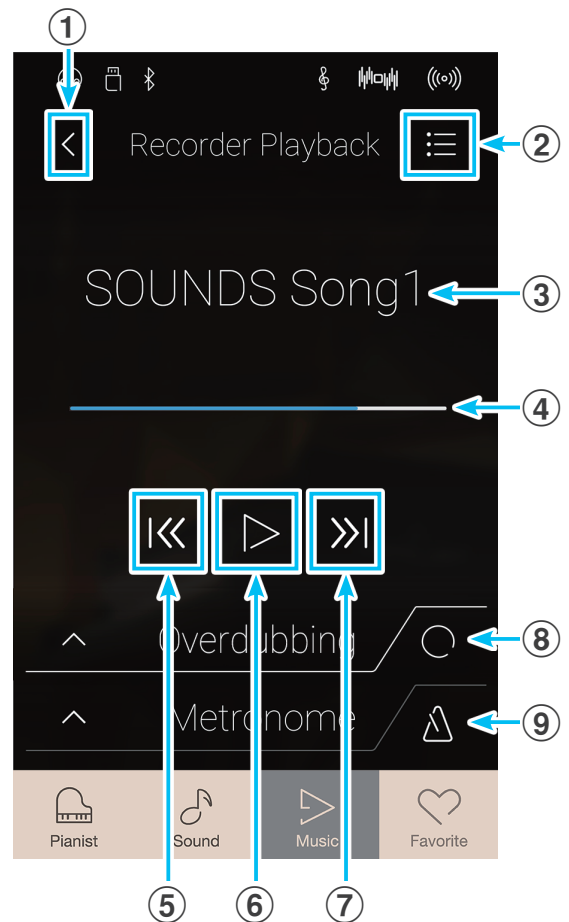 ①
Recorder Playback
②
SOUNDS Song1
③
④
Overdubbing
⑧
Metronome
⑨
Pianist Sound Music Favorite
⑤ ⑥ ⑦